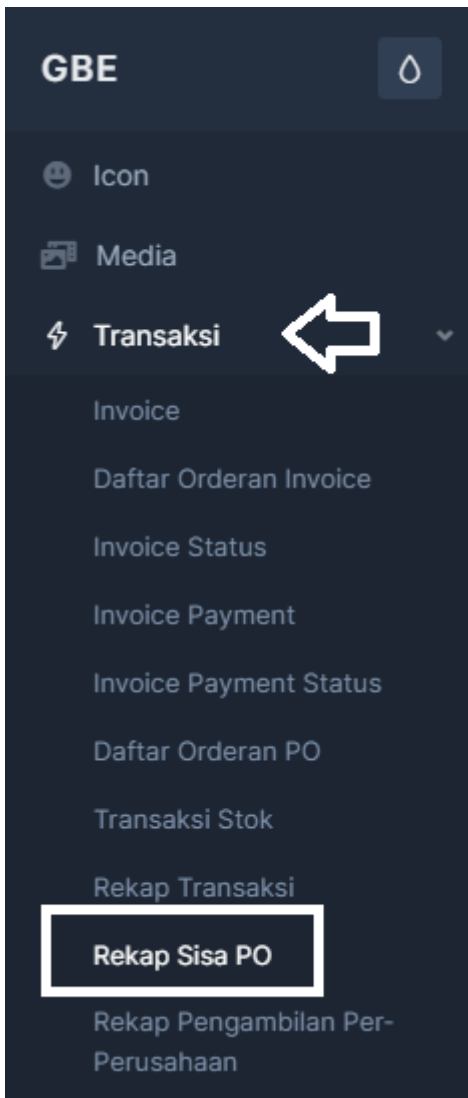 GBE
Icon
Media
Transaksi
Invoice
Daftar Orderan Invoice
Invoice Status
Invoice Payment
Invoice Payment Status
Daftar Orderan PO
Transaksi Stok
Rekap Transaksi
Rekap Sisa PO
Rekap Pengambilan Per-
Perusahaan